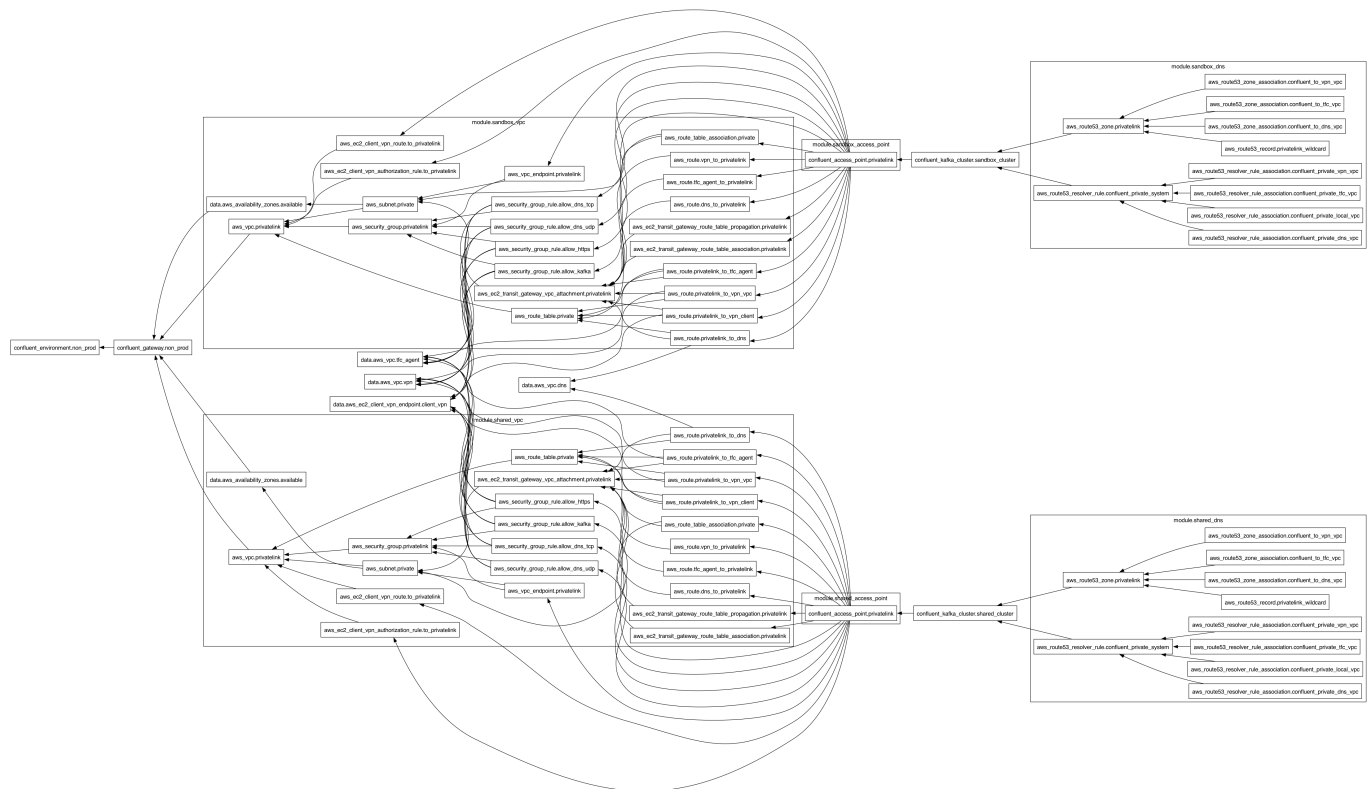 module.sandbox_dns
aws_route53_zone_association.confluent_to_vpn_vpc
aws_route53_zone_association.confluent_to_tfc_vpc
aws_route53_zone.privatelink
aws_route53_zone_association.confluent_to_dns_vpc
aws_route53_record.privatelink_wildcard
aws_route53_resolver_rule_association.confluent_private_vpn_vpc
aws_route53_resolver_rule.confluent_private_system
aws_route53_resolver_rule_association.confluent_private_tfc_vpc
aws_route53_resolver_rule_association.confluent_private_local_vpc
aws_route53_resolver_rule_association.confluent_private_dns_vpc
module.sandbox_vpc
aws_ec2_client_vpn_route.to_privatelink
aws_ec2_client_vpn_authorization_rule.to_privatelink
aws_vpc_endpoint.privatelink
aws_route_table_association.private
aws_route.vpn_to_privatelink
aws_route.tfc_agent_to_privatelink
data.aws_availability_zones.available
aws_subnet.private
aws_security_group_rule.allow_dns_tcp
aws_route.dns_to_privatelink
aws_vpc.privatelink
aws_security_group.privatelink
aws_security_group_rule.allow_dns_udp
aws_ec2_transit_gateway_route_table_propagation.privatelink
aws_security_group_rule.allow_https
aws_ec2_transit_gateway_route_table_association.privatelink
aws_security_group_rule.allow_kafka
aws_route.privatelink_to_tfc_agent
aws_ec2_transit_gateway_vpc_attachment.privatelink
aws_route.privatelink_to_vpn_vpc
aws_route_table.private
aws_route.privatelink_to_vpn_client
aws_route.privatelink_to_dns
module.sandbox_access_point
confluent_access_point.privatelink
confluent_kafka_cluster.sandbox_cluster
confluent_environment.non_prod
confluent_gateway.non_prod
data.aws_vpc.tfc_agent
data.aws_vpc.vpn
data.aws_vpc.dns
data.aws_ec2_client_vpn_endpoint.client_vpn
module.shared_vpc
aws_route.privatelink_to_dns
aws_route_table.private
aws_route.privatelink_to_tfc_agent
data.aws_availability_zones.available
aws_ec2_transit_gateway_vpc_attachment.privatelink
aws_route.privatelink_to_vpn_vpc
aws_security_group_rule.allow_https
aws_route.privatelink_to_vpn_client
aws_security_group_rule.allow_kafka
aws_route_table_association.private
aws_vpc.privatelink
aws_security_group.privatelink
aws_security_group_rule.allow_dns_tcp
aws_route.vpn_to_privatelink
aws_subnet.private
aws_security_group_rule.allow_dns_udp
aws_route.tfc_agent_to_privatelink
aws_ec2_client_vpn_route.to_privatelink
aws_vpc_endpoint.privatelink
aws_route.dns_to_privatelink
aws_ec2_transit_gateway_route_table_propagation.privatelink
aws_ec2_client_vpn_authorization_rule.to_privatelink
aws_ec2_transit_gateway_route_table_association.privatelink
module.shared_access_point
confluent_access_point.privatelink
confluent_kafka_cluster.shared_cluster
module.shared_dns
aws_route53_zone_association.confluent_to_vpn_vpc
aws_route53_zone_association.confluent_to_tfc_vpc
aws_route53_zone.privatelink
aws_route53_zone_association.confluent_to_dns_vpc
aws_route53_record.privatelink_wildcard
aws_route53_resolver_rule_association.confluent_private_vpn_vpc
aws_route53_resolver_rule.confluent_private_system
aws_route53_resolver_rule_association.confluent_private_tfc_vpc
aws_route53_resolver_rule_association.confluent_private_local_vpc
aws_route53_resolver_rule_association.confluent_private_dns_vpc